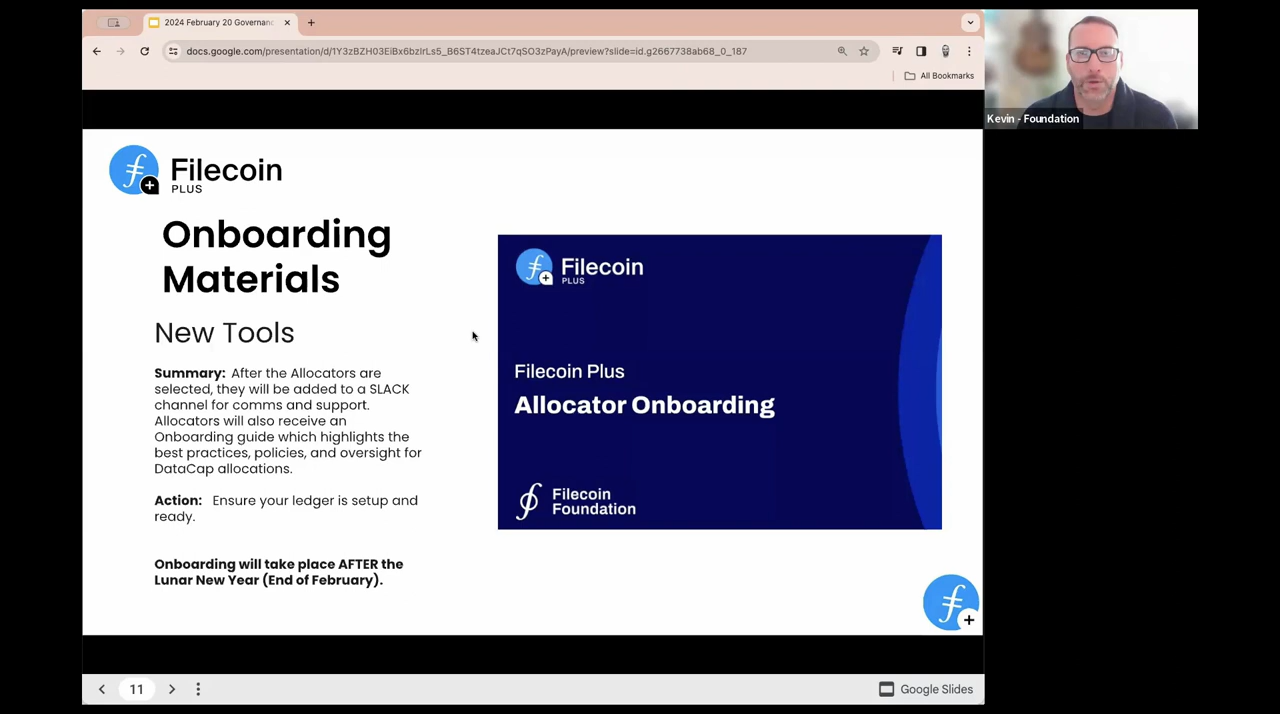 2024 February 20 Governanc
docs.google.com/presentation/d/1Y3zBZH03EiBx6bzIrLs5_B6ST4tzeaJCt7qSO3zPayA/preview?slide=id.g2667738ab68_0_187
All Bookmarks
Kevin - Foundation
Filecoin
PLUS
Onboarding
Materials
New Tools
Summary: After the Allocators are
selected, they will be added to a SLACK
channel for comms and support.
Allocators will also receive an
Onboarding guide which highlights the
best practices, policies, and oversight for
DataCap allocations.
Action: Ensure your ledger is setup and
ready.
Onboarding will take place AFTER the
Lunar New Year (End of February).
Filecoin
PLUS
Filecoin Plus
Allocator Onboarding
Filecoin
Foundation
11
Google Slides